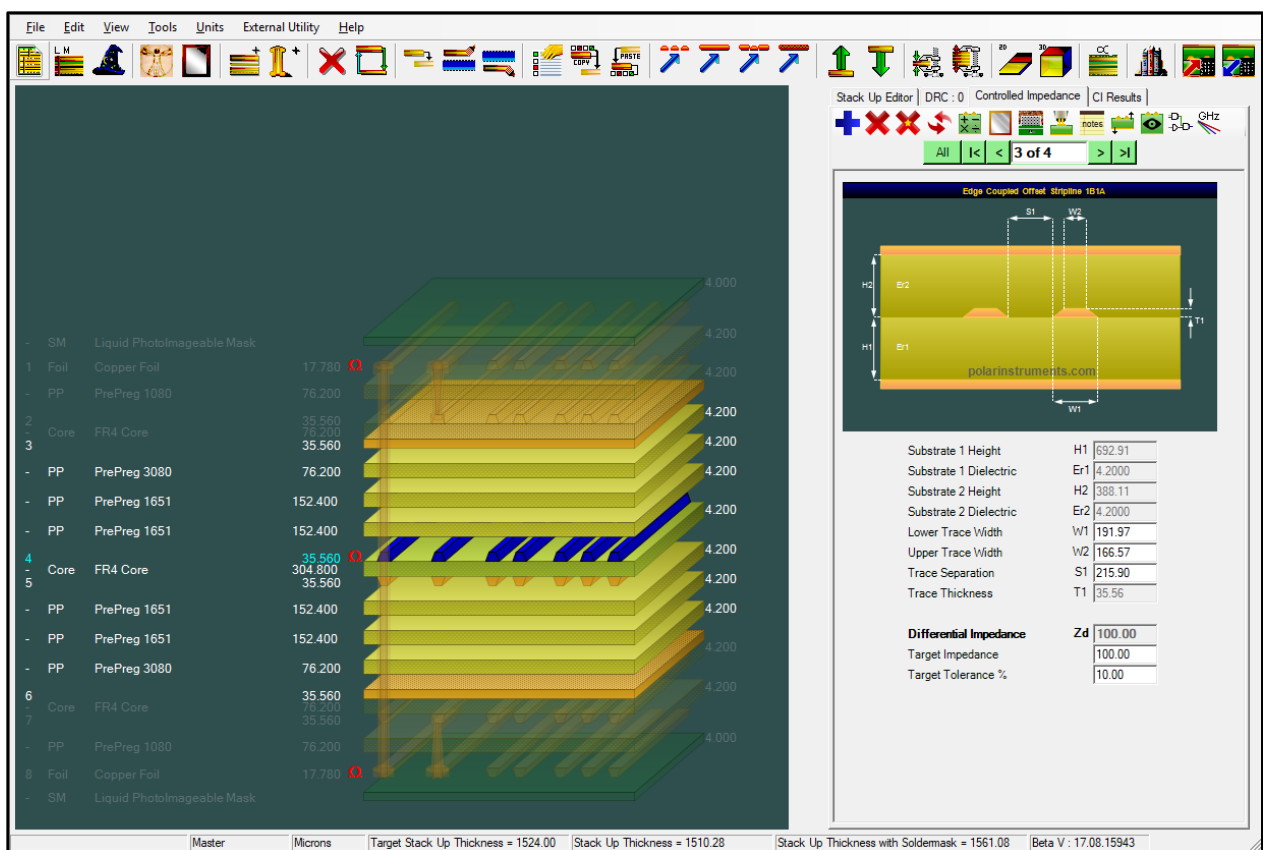 File Edit View Tools Units External Utility Help
L M
COPY
PASTE
2D
3D
Stack Up Editor DRC : 0 Controlled Impedance CI Results
notes
GHz
All |< < 3 of 4 > >|
Edge Coupled Offset Stripline 1B1A
S1 W2
H2 Er2
T1
H1 Er1
polarinstruments.com
W1
Substrate 1 Height H1 692.91
Substrate 1 Dielectric Er1 4.2000
Substrate 2 Height H2 388.11
Substrate 2 Dielectric Er2 4.2000
Lower Trace Width W1 191.97
Upper Trace Width W2 166.57
Trace Separation S1 215.90
Trace Thickness T1 35.56
Differential Impedance Zd 100.00
Target Impedance 100.00
Target Tolerance % 10.00
4.000
4.200
- SM Liquid PhotoImageable Mask
1 Foil Copper Foil 17.780 Ω 4.200
- PP PrePreg 1080 76.200
4.200
2 35.560
- Core FR4 Core 76.200 4.200
3 35.560
4.200
- PP PrePreg 3080 76.200 4.200
- PP PrePreg 1651 152.400 4.200
- PP PrePreg 1651 152.400
4.200
4 35.560 Ω
- Core FR4 Core 304.800
5 35.560 4.200
- PP PrePreg 1651 152.400 4.200
- PP PrePreg 1651 152.400 4.200
- PP PrePreg 3080 76.200
4.200
6 35.560
- Core FR4 Core 76.200
7 35.560
4.000
- PP PrePreg 1080 76.200
8 Foil Copper Foil 17.780 Ω
- SM Liquid PhotoImageable Mask
Master Microns Target Stack Up Thickness = 1524.00 Stack Up Thickness = 1510.28 Stack Up Thickness with Soldermask = 1561.08 Beta V : 17.08.15943